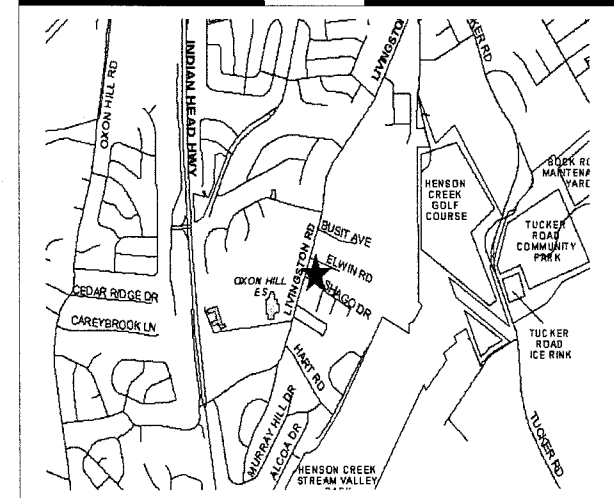 OXON HILL RD
INDIAN HEAD HWY
LIVINGSTO
KER RD
BOCK RO
MAINTENA
YARD
HENSON
CREEK
GOLF
COURSE
TUCKER
ROAD
COMMUNITY
PARK
BUSIT AVE
LIVINGSTON RD
ELWIN RD
OXON HILL
ES
SHAGO DR
CEDAR RIDGE DR
CAREYBROOK LN
TUCKER
ROAD
ICE RINK
HART RD
MURRAY HILL DR
ALCOA DR
TUCKER RD
HENSON CREEK
STREAM VALLEY